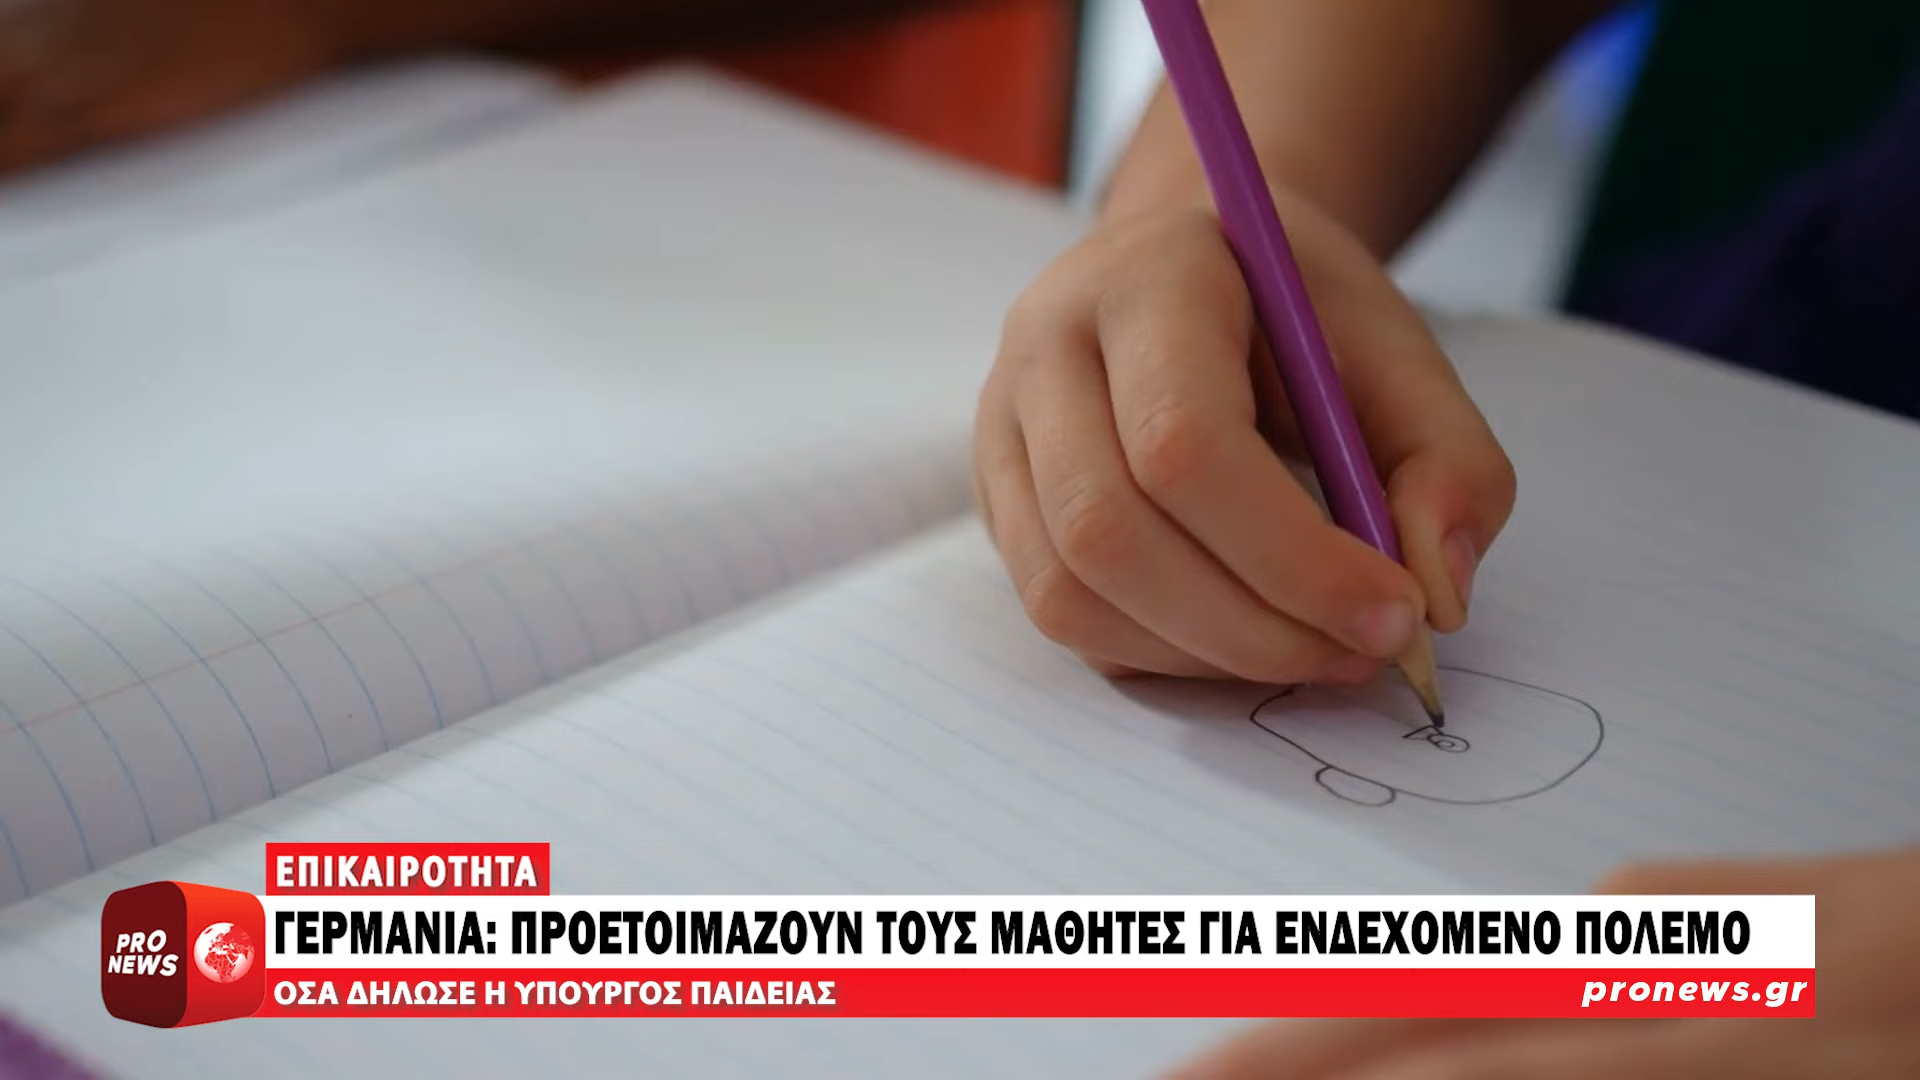 ΕΠΙΚΑΙΡΟΤΗΤΑ
ΓΕΡΜΑΝΙΑ: ΠΡΟΕΤΟΙΜΑΖΟΥΝ ΤΟΥΣ ΜΑΘΗΤΕΣ ΓΙΑ ΕΝΔΕΧΟΜΕΝΟ ΠΟΛΕΜΟ
PRO
NEWS
ΟΣΑ ΔΗΛΩΣΕ Η ΥΠΟΥΡΓΟΣ ΠΑΙΔΕΙΑΣ
pronews.gr